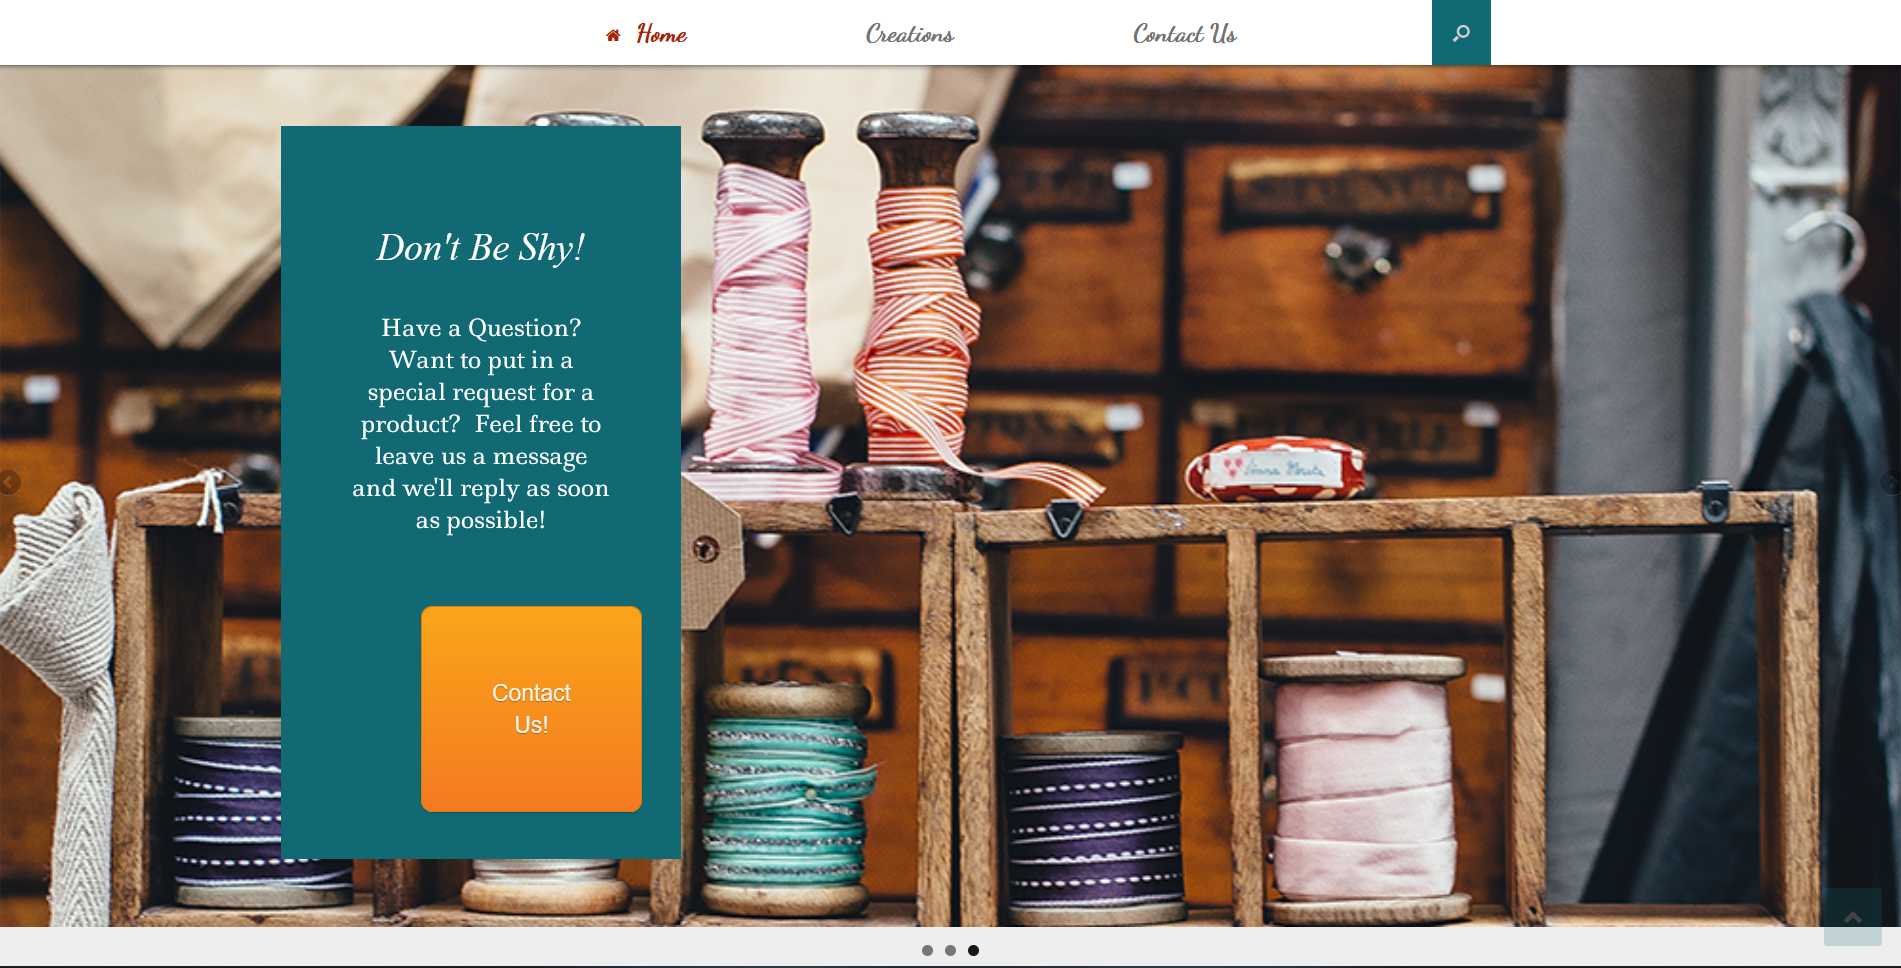 Home Creations Contact Us
Don't Be Shy!
Have a Question?
Want to put in a
special request for a
product? Feel free to
leave us a message
and we'll reply as soon
as possible!
Contact
Us!